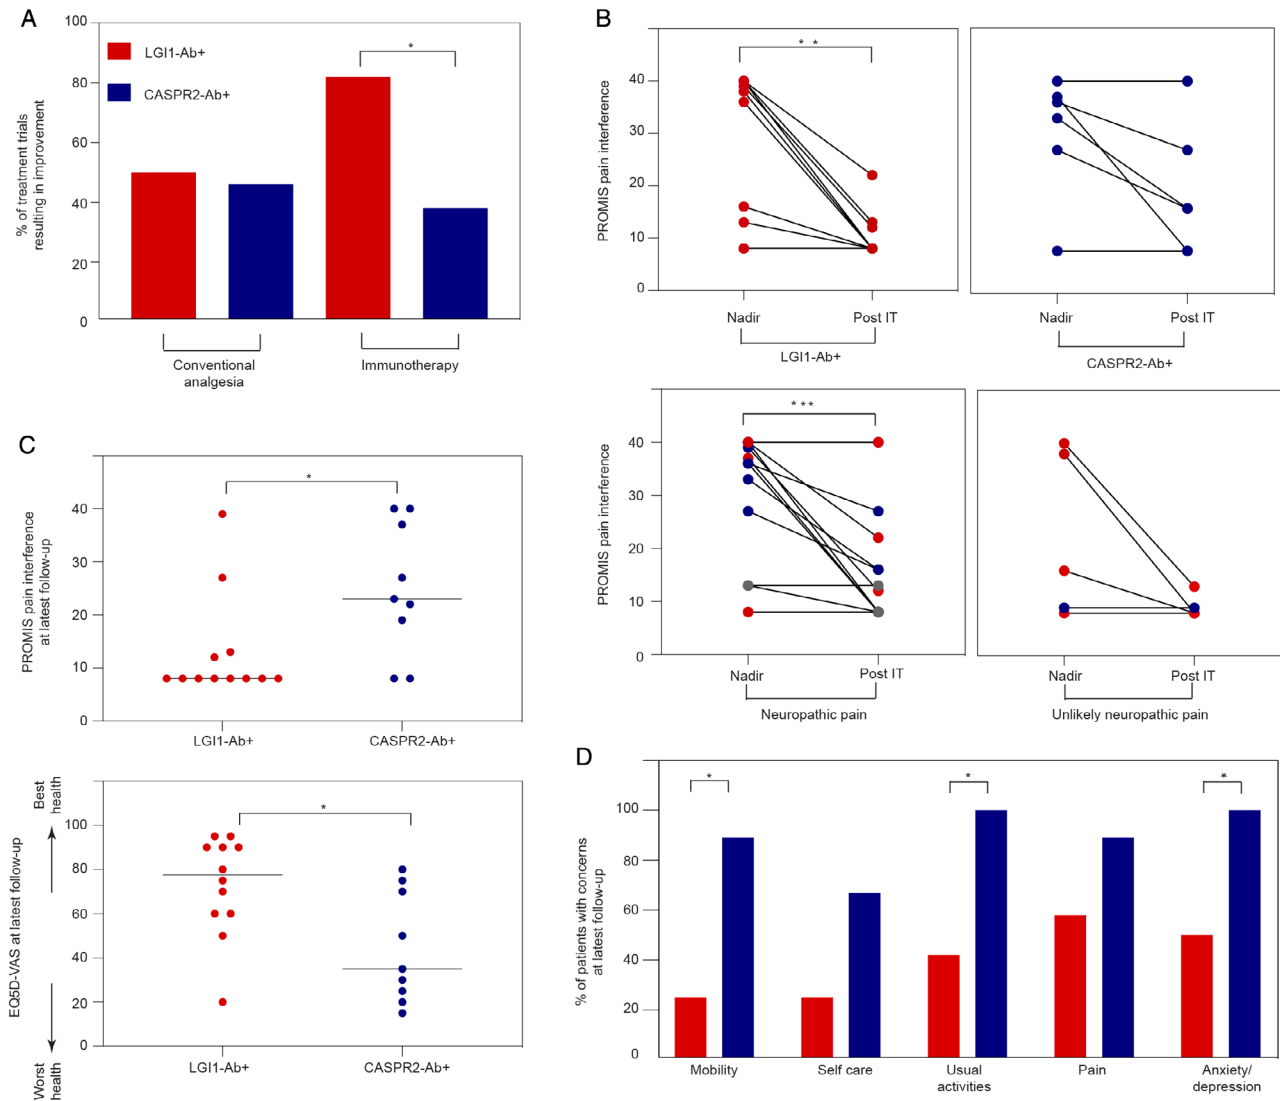 A
100
80
60
40
20
0
% of treatment trials
resulting in improvement
LGI1-Ab+
CASPR2-Ab+
*
Conventional
analgesia
Immunotherapy
B
PROMIS pain interference
40
30
20
10
0
* *
Nadir
Post IT
LGI1-Ab+
Nadir
Post IT
CASPR2-Ab+
PROMIS pain interference
40
30
20
10
0
***
Nadir
Post IT
Neuropathic pain
Nadir
Post IT
Unlikely neuropathic pain
C
PROMIS pain interference
at latest follow-up
40
30
20
10
0
*
LGI1-Ab+
CASPR2-Ab+
Best
health
EQ5D-VAS at latest follow-up
Worst
health
100
80
60
40
20
0
*
LGI1-Ab+
CASPR2-Ab+
D
% of patients with concerns
at latest follow-up
100
80
60
40
20
0
*
*
*
Mobility
Self care
Usual
activities
Pain
Anxiety/
depression